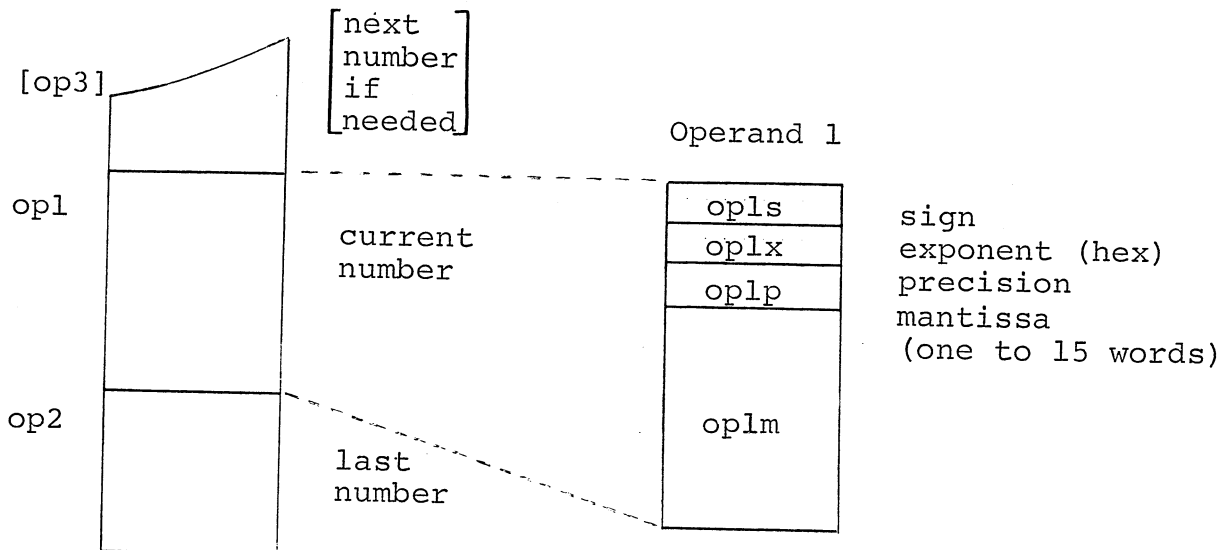 [op3]
next
number
if
needed
Operand 1
op1
current
number
op1s
op1x
op1p
op1m
sign
exponent (hex)
precision
mantissa
(one to 15 words)
op2
last
number